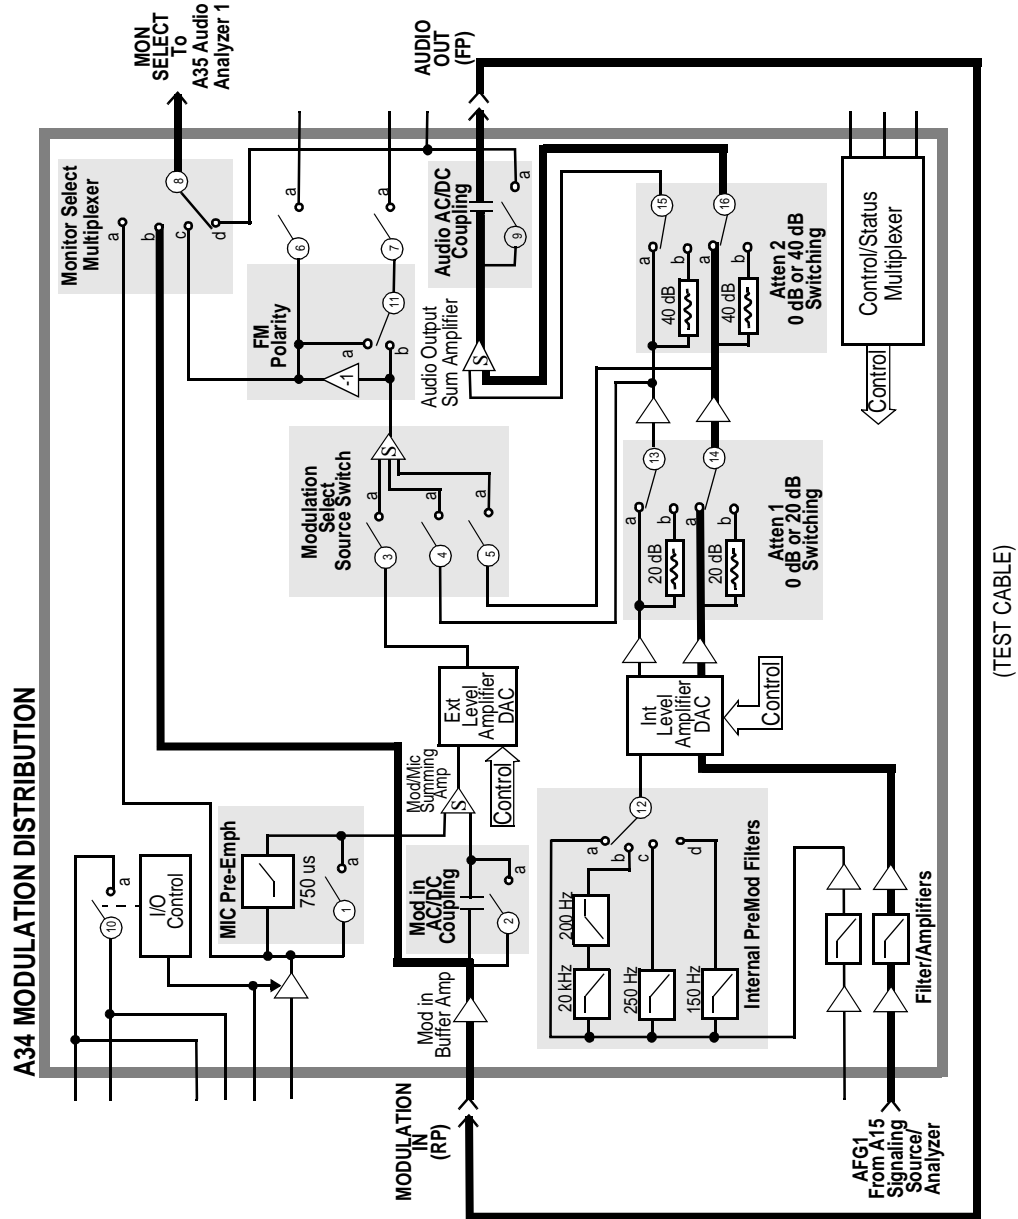 A34 MODULATION DISTRIBUTION
MON
SELECT
To
A35 Audio
Analyzer 1
AUDIO
OUT
(FP)
MODULATION
IN
(RP)
AFG1
From A15
Signaling
Source/
Analyzer
(TEST CABLE)
10
a
I/O
Control
MIC Pre-Emph
750 us
1
a
Mod in
Buffer Amp
Mod in
AC/DC
Coupling
2
a
Mod/Mic
Summing
Amp
S
Ext
Level
Amplifier
DAC
Control
Internal PreMod Filters
20 kHz
200 Hz
250 Hz
150 Hz
a
b
c
d
12
Filter/Amplifiers
Int
Level
Amplifier
DAC
Control
Modulation
Select
Source Switch
3
a
4
a
5
a
S
Atten 1
0 dB or 20 dB
Switching
20 dB
20 dB
a
b
a
b
13
14
FM
Polarity
-1
a
b
11
6
a
7
a
Monitor Select
Multiplexer
a
b
c
d
8
Audio Output
Sum Amplifier
S
Audio AC/DC
Coupling
9
a
Atten 2
0 dB or 40 dB
Switching
40 dB
40 dB
a
b
a
b
15
16
Control/Status
Multiplexer
Control